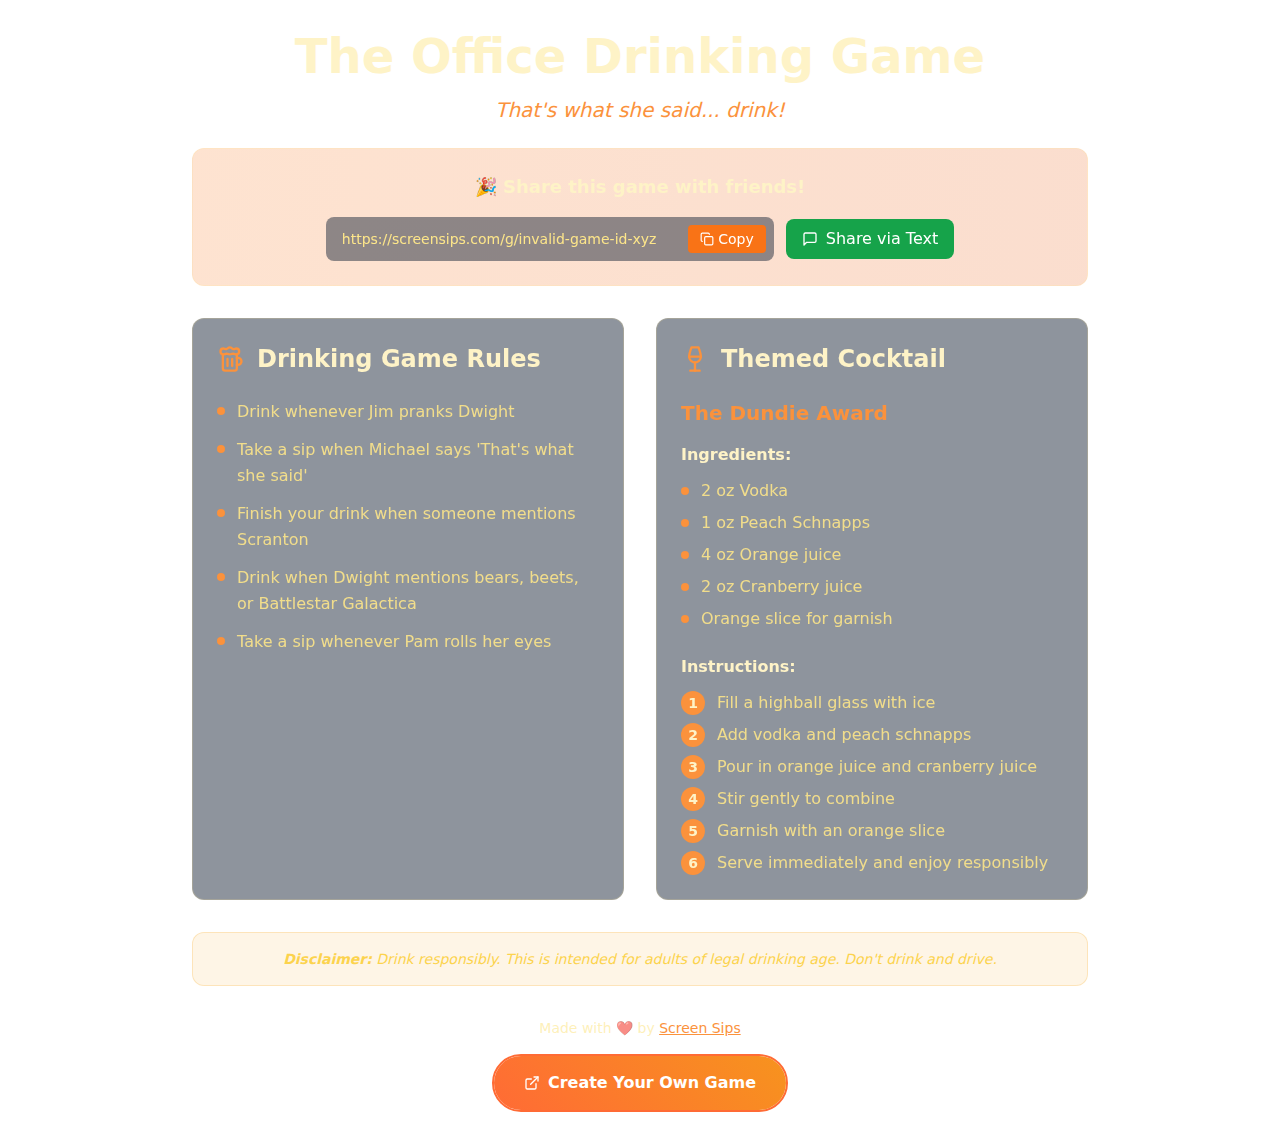 The Office Drinking Game
That's what she said... drink!
🎉 Share this game with friends!
https://screensips.com/g/invalid-game-id-xyz
Copy
Share via Text
Drinking Game Rules
Drink whenever Jim pranks Dwight
Take a sip when Michael says 'That's what
she said'
Finish your drink when someone mentions
Scranton
Drink when Dwight mentions bears, beets,
or Battlestar Galactica
Take a sip whenever Pam rolls her eyes
Themed Cocktail
The Dundie Award
Ingredients:
2 oz Vodka
1 oz Peach Schnapps
4 oz Orange juice
2 oz Cranberry juice
Orange slice for garnish
Instructions:
1 Fill a highball glass with ice
2 Add vodka and peach schnapps
3 Pour in orange juice and cranberry juice
4 Stir gently to combine
5 Garnish with an orange slice
6 Serve immediately and enjoy responsibly
Disclaimer: Drink responsibly. This is intended for adults of legal drinking age. Don't drink and drive.
Made with ❤️ by Screen Sips
Create Your Own Game